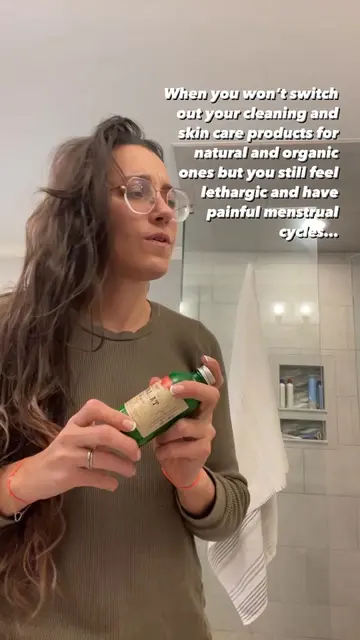 When you won't switch
out your cleaning and
skin care products for
natural and organic
ones but you still feel
lethargic and have
painful menstrual
cycles...